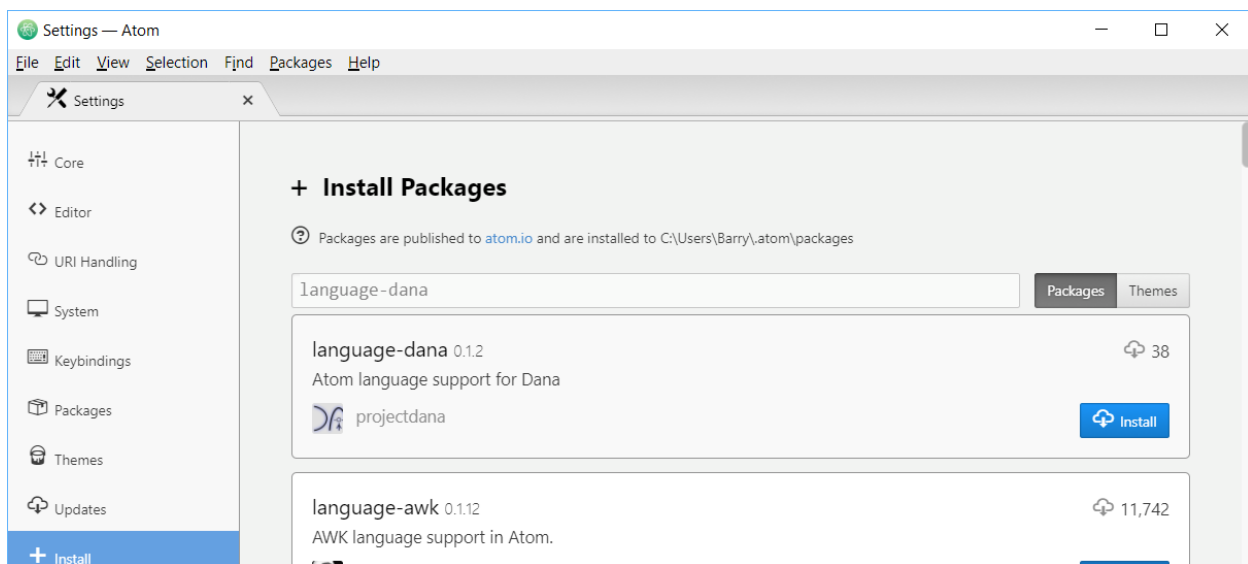 Settings — Atom
File Edit View Selection Find Packages Help
Settings
Core
Editor
URI Handling
System
Keybindings
Packages
Themes
Updates
Install
Install Packages
Packages are published to atom.io and are installed to C:\Users\Barry\.atom\packages
language-dana
Packages Themes
language-dana 0.1.2
38
Atom language support for Dana
projectdana
Install
language-awk 0.1.12
11,742
AWK language support in Atom.